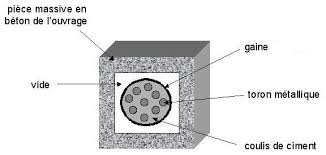 pièce massive en
béton de l'ouvrage
gaine
vide
toron métallique
coulis de ciment